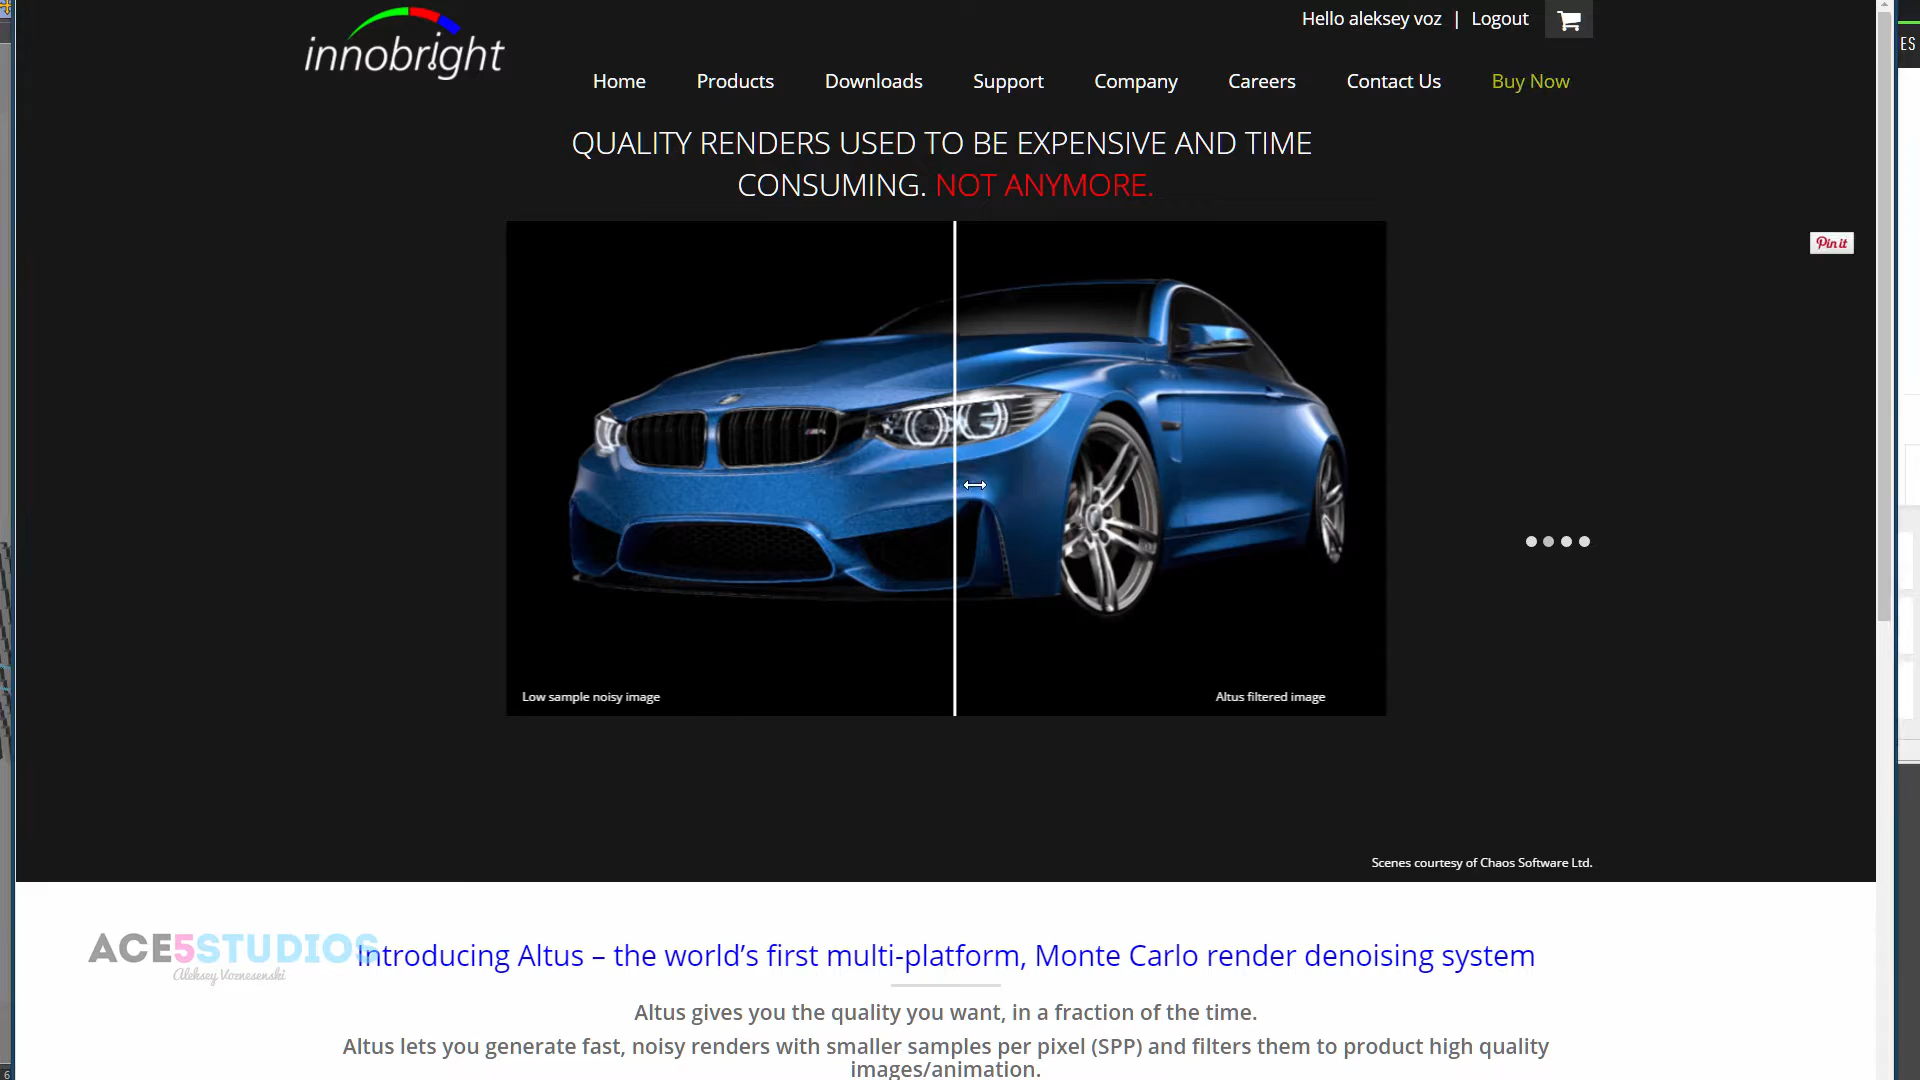 innobright
Hello aleksey voz | Logout
ES
Home Products Downloads Support Company Careers Contact Us Buy Now
QUALITY RENDERS USED TO BE EXPENSIVE AND TIME
CONSUMING. NOT ANYMORE.
Pin it
Low sample noisy image
Altus filtered image
Scenes courtesy of Chaos Software Ltd.
ACE5STUDIOS
Aleksey Voznesenski
Introducing Altus – the world's first multi-platform, Monte Carlo render denoising system
Altus gives you the quality you want, in a fraction of the time.
Altus lets you generate fast, noisy renders with smaller samples per pixel (SPP) and filters them to product high quality
images/animation.
6